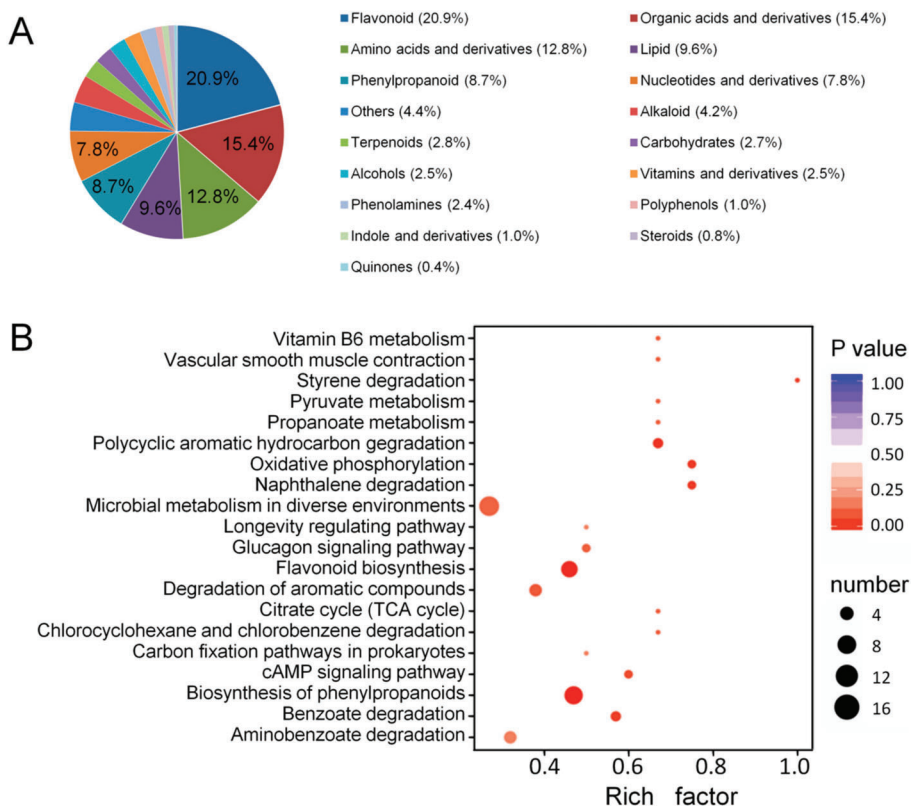 A
20.9%
15.4%
12.8%
9.6%
8.7%
7.8%
Flavonoid (20.9%)
Organic acids and derivatives (15.4%)
Amino acids and derivatives (12.8%)
Lipid (9.6%)
Phenylpropanoid (8.7%)
Nucleotides and derivatives (7.8%)
Others (4.4%)
Alkaloid (4.2%)
Terpenoids (2.8%)
Carbohydrates (2.7%)
Alcohols (2.5%)
Vitamins and derivatives (2.5%)
Phenolamines (2.4%)
Polyphenols (1.0%)
Indole and derivatives (1.0%)
Steroids (0.8%)
Quinones (0.4%)
B
Vitamin B6 metabolism
Vascular smooth muscle contraction
Styrene degradation
Pyruvate metabolism
Propanoate metabolism
Polycyclic aromatic hydrocarbon gegradation
Oxidative phosphorylation
Naphthalene degradation
Microbial metabolism in diverse environments
Longevity regulating pathway
Glucagon signaling pathway
Flavonoid biosynthesis
Degradation of aromatic compounds
Citrate cycle (TCA cycle)
Chlorocyclohexane and chlorobenzene degradation
Carbon fixation pathways in prokaryotes
cAMP signaling pathway
Biosynthesis of phenylpropanoids
Benzoate degradation
Aminobenzoate degradation
0.4 0.6 0.8 1.0
Rich factor
P value
1.00
0.75
0.50
0.25
0.00
number
4
8
12
16